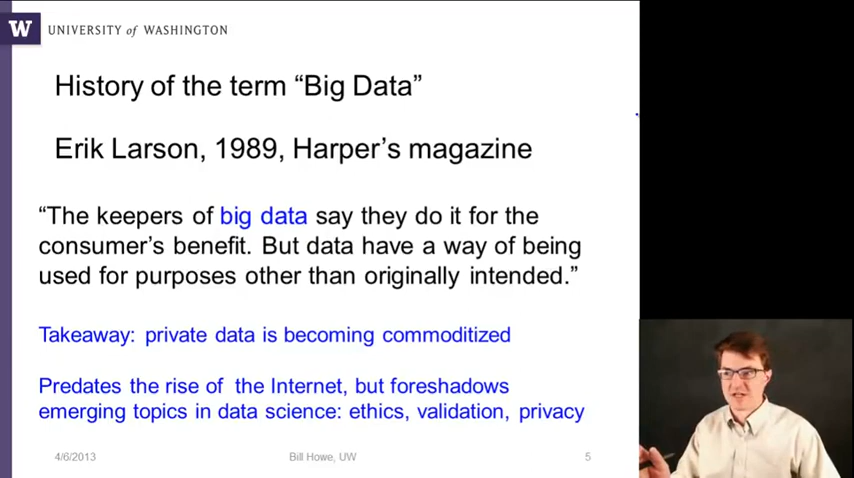 W UNIVERSITY of WASHINGTON
History of the term “Big Data”
Erik Larson, 1989, Harper’s magazine
“The keepers of big data say they do it for the
consumer’s benefit. But data have a way of being
used for purposes other than originally intended.”
Takeaway: private data is becoming commoditized
Predates the rise of the Internet, but foreshadows
emerging topics in data science: ethics, validation, privacy
4/6/2013 Bill Howe, UW 5